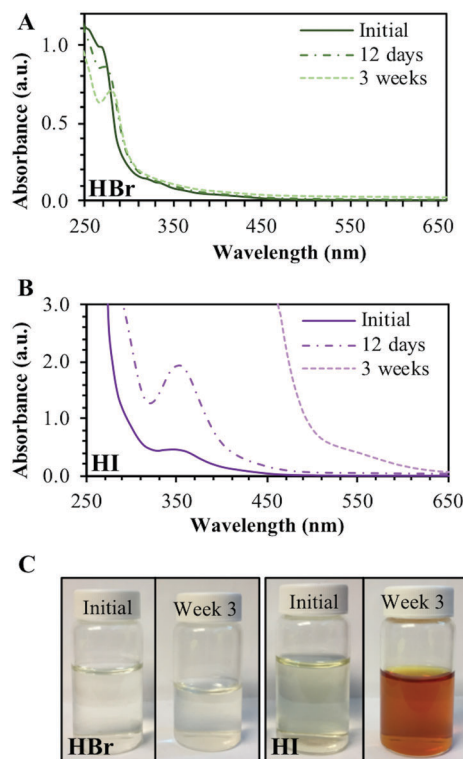 A
Absorbance (a.u.)
1.0
0.5
0.0
Initial
12 days
3 weeks
HBr
250 350 450 550 650
Wavelength (nm)
B
Absorbance (a.u.)
3.0
2.0
1.0
0.0
Initial
12 days
3 weeks
HI
250 350 450 550 650
Wavelength (nm)
C
Initial Week 3 Initial Week 3
HBr HI